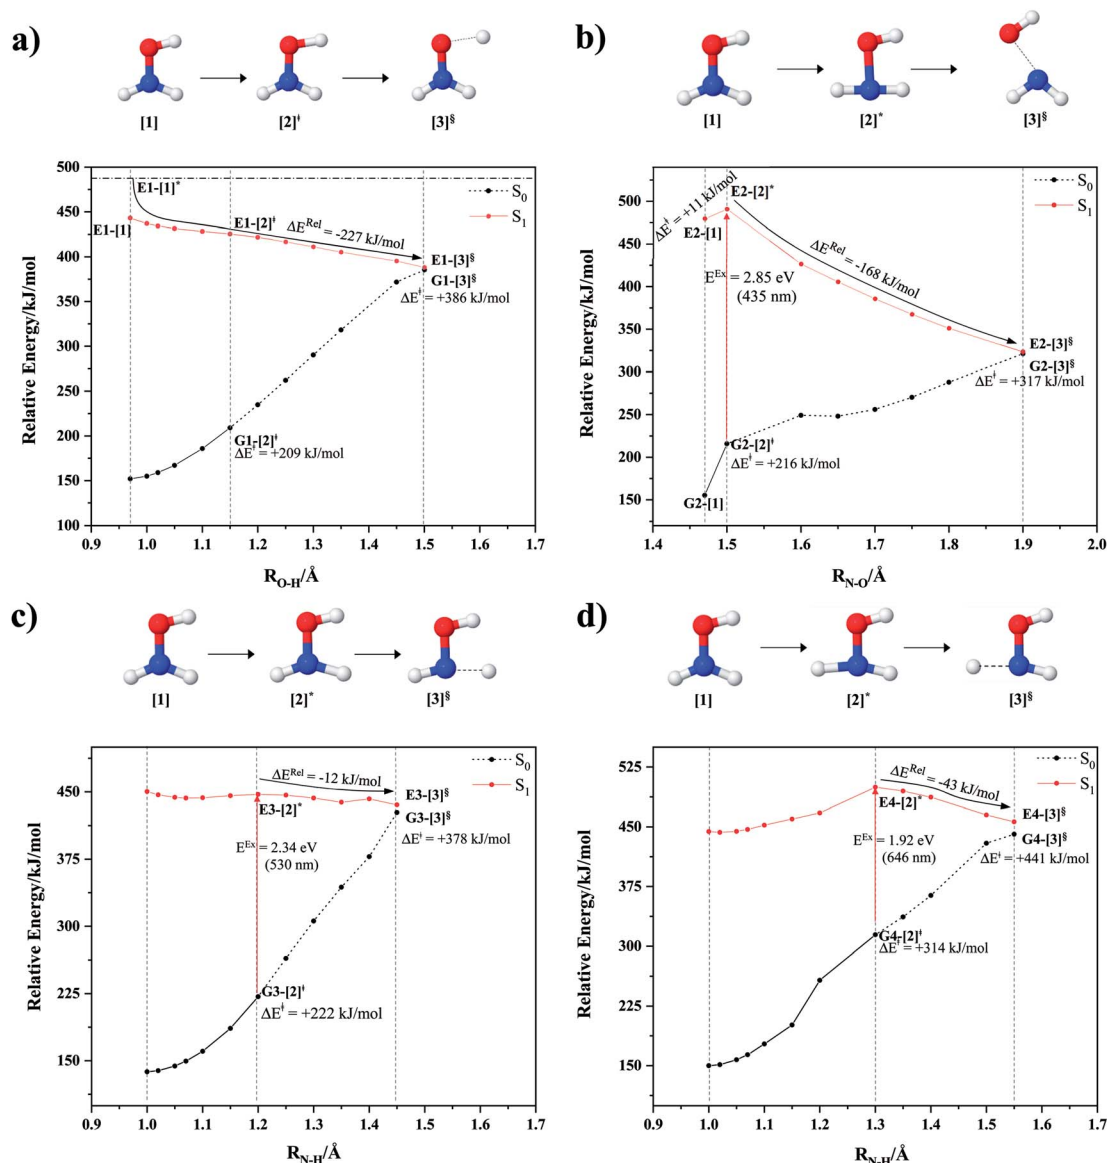 a)
[1]
[2]ǂ
[3]§
E1-[1]*
E1-[1]
E1-[2]ǂ
ΔE^Rel = -227 kJ/mol
E1-[3]§
G1-[3]§
ΔEǂ = +386 kJ/mol
G1-[2]ǂ
ΔEǂ = +209 kJ/mol
S0
S1
Relative Energy/kJ/mol
500
450
400
350
300
250
200
150
100
0.9 1.0 1.1 1.2 1.3 1.4 1.5 1.6 1.7
R_O-H/Å
b)
[1]
[2]*
[3]§
ΔEǂ = +11 kJ/mol
E2-[2]*
E2-[1]
ΔE^Rel = -168 kJ/mol
E^Ex = 2.85 eV
(435 nm)
E2-[3]§
G2-[3]§
ΔEǂ = +317 kJ/mol
G2-[2]ǂ
ΔEǂ = +216 kJ/mol
G2-[1]
S0
S1
Relative Energy/kJ/mol
500
450
400
350
300
250
200
150
1.4 1.5 1.6 1.7 1.8 1.9 2.0
R_N-O/Å
c)
[1]
[2]*
[3]§
ΔE^Rel = -12 kJ/mol
E3-[3]§
E3-[2]*
G3-[3]§
ΔEǂ = +378 kJ/mol
E^Ex = 2.34 eV
(530 nm)
G3-[2]ǂ
ΔEǂ = +222 kJ/mol
S0
S1
Relative Energy/kJ/mol
450
375
300
225
150
0.9 1.0 1.1 1.2 1.3 1.4 1.5 1.6 1.7
R_N-H/Å
d)
[1]
[2]*
[3]§
ΔE^Rel = -43 kJ/mol
E4-[2]*
E4-[3]§
G4-[3]§
E^Ex = 1.92 eV
(646 nm)
ΔEǂ = +441 kJ/mol
G4-[2]ǂ
ΔEǂ = +314 kJ/mol
S0
S1
Relative Energy/kJ/mol
525
450
375
300
225
150
0.9 1.0 1.1 1.2 1.3 1.4 1.5 1.6 1.7
R_N-H/Å